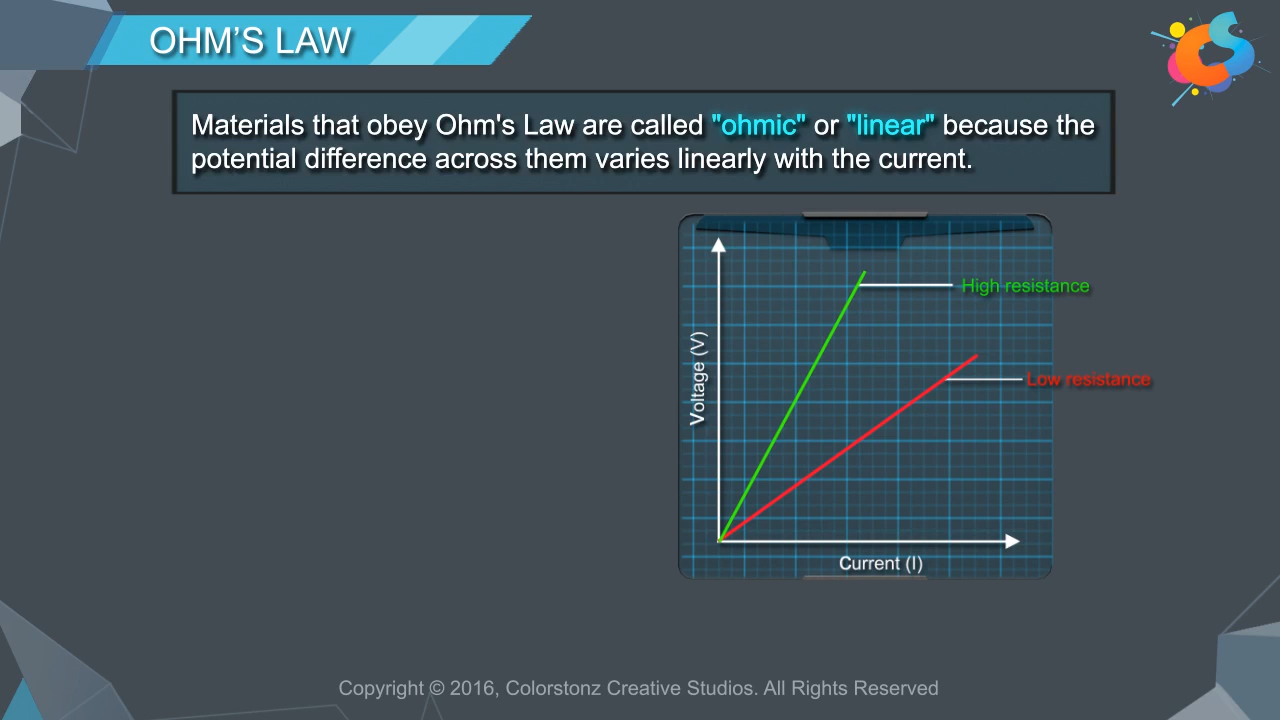 OHM'S LAW
Materials that obey Ohm's Law are called "ohmic" or "linear" because the
potential difference across them varies linearly with the current.
High resistance
Low resistance
Voltage (V)
Current (I)
Copyright © 2016, Colorstonz Creative Studios. All Rights Reserved